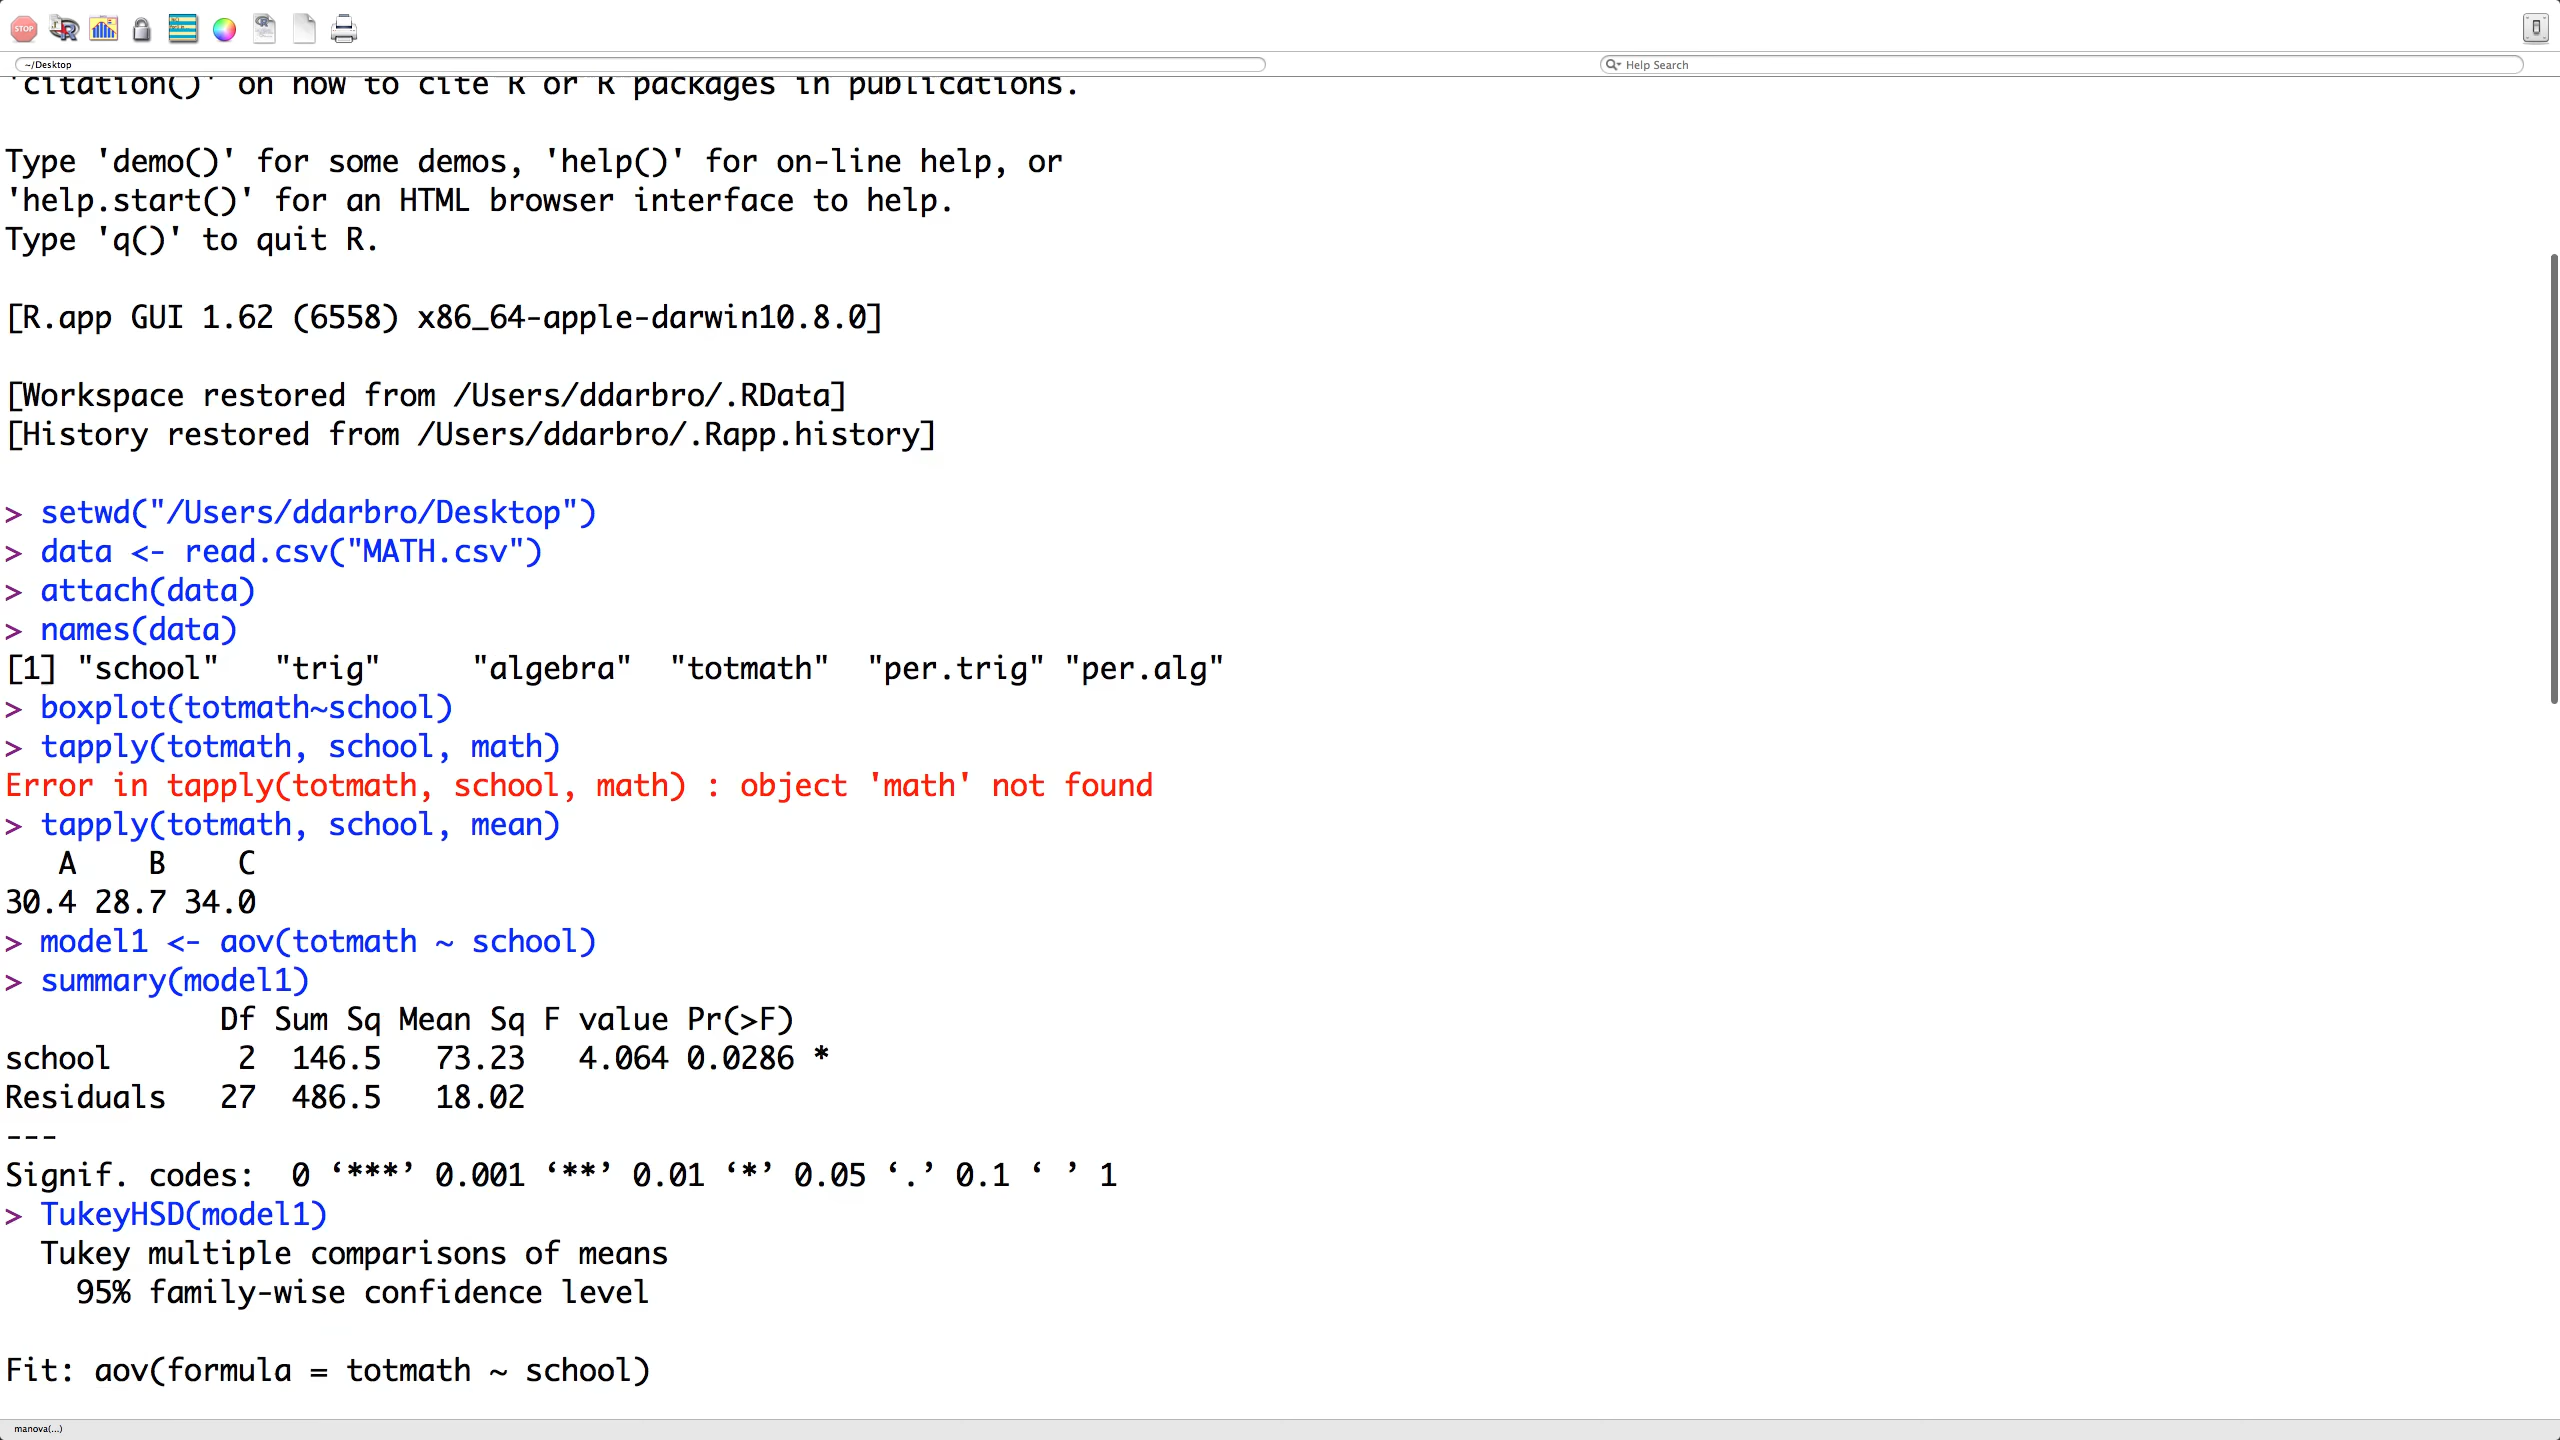 STOP
~/Desktop
Help Search
'citation()' on how to cite R or R packages in publications.
Type 'demo()' for some demos, 'help()' for on-line help, or
'help.start()' for an HTML browser interface to help.
Type 'q()' to quit R.
[R.app GUI 1.62 (6558) x86_64-apple-darwin10.8.0]
[Workspace restored from /Users/ddarbro/.RData]
[History restored from /Users/ddarbro/.Rapp.history]
> setwd("/Users/ddarbro/Desktop")
> data <- read.csv("MATH.csv")
> attach(data)
> names(data)
[1] "school"   "trig"     "algebra"  "totmath"  "per.trig" "per.alg"
> boxplot(totmath~school)
> tapply(totmath, school, math)
Error in tapply(totmath, school, math) : object 'math' not found
> tapply(totmath, school, mean)
   A    B    C
30.4 28.7 34.0
> model1 <- aov(totmath ~ school)
> summary(model1)
            Df Sum Sq Mean Sq F value Pr(>F)
school       2  146.5   73.23   4.064 0.0286 *
Residuals   27  486.5   18.02
---
Signif. codes:  0 ‘***’ 0.001 ‘**’ 0.01 ‘*’ 0.05 ‘.’ 0.1 ‘ ’ 1
> TukeyHSD(model1)
  Tukey multiple comparisons of means
    95% family-wise confidence level
Fit: aov(formula = totmath ~ school)
manova(...)